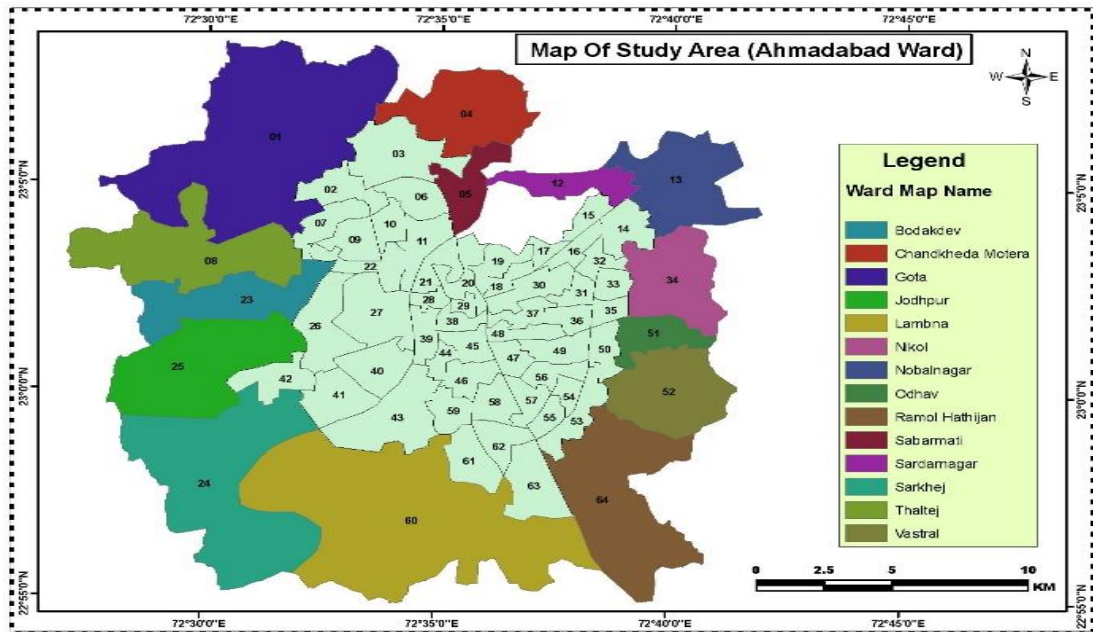 72°30'0"E 72°35'0"E 72°40'0"E 72°45'0"E
Map Of Study Area (Ahmadabad Ward)
N
W E
S
04
01
03
23°5'0"N
23°5'0"N
12
13
05
02
06
15
07
10
14
09
11
17
16
08
19
32
22
18
30
33
34
21
20
31
23
28
29
27
37
35
26
38
36
48
51
39
45
44
49
50
47
25
42
40
46
56
52
23°0'0"N
23°0'0"N
41
58
57
54
43
59
55
53
62
61
24
63
64
60
Legend
Ward Map Name
Bodakdev
Chandkheda Motera
Gota
Jodhpur
Lambna
Nikol
Nobalnagar
Odhav
Ramol Hathijan
Sabarmati
Sardarnagar
Sarkhej
Thaltej
Vastral
0 2.5 5 10
KM
22°55'0"N
22°55'0"N
72°30'0"E 72°35'0"E 72°40'0"E 72°45'0"E